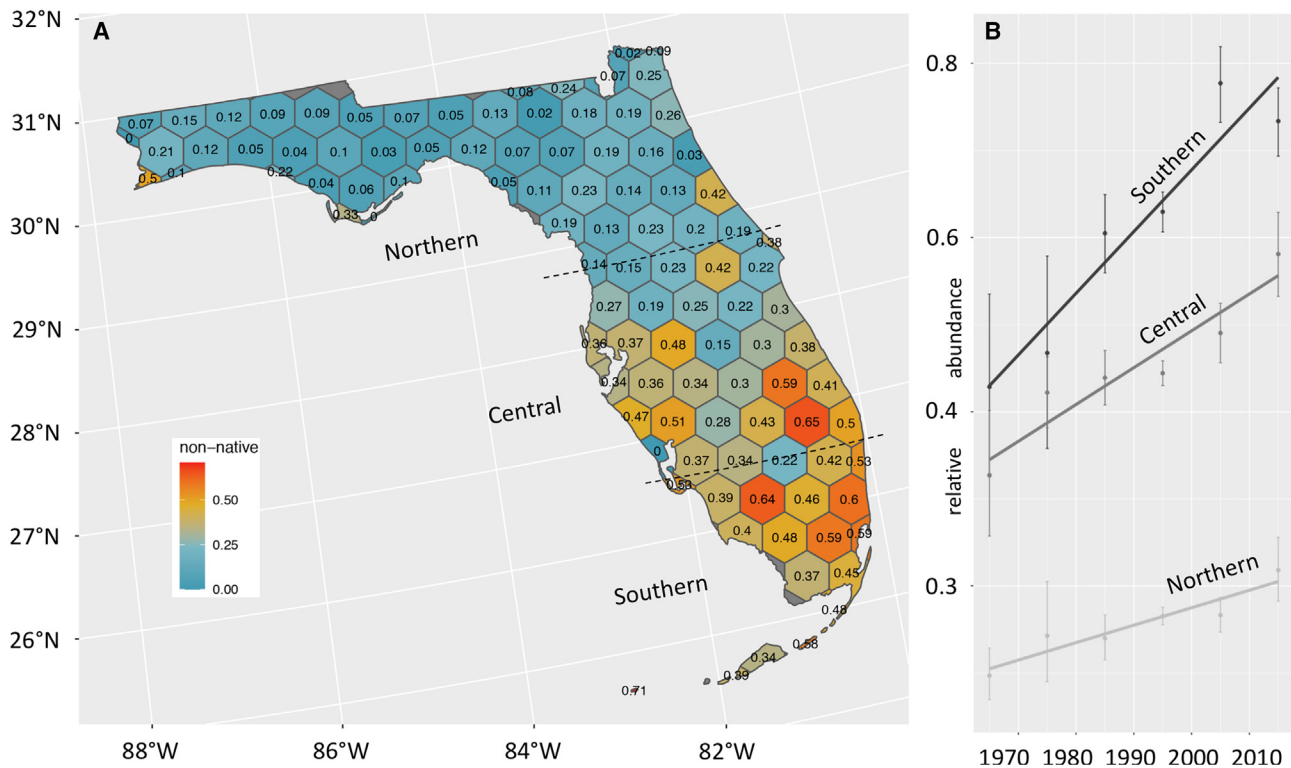 A
32°N
31°N
30°N
29°N
28°N
27°N
26°N
88°W 86°W 84°W 82°W
0.02 0.09
0.07 0.25
0.08 0.24
0.07 0.15 0.12 0.09 0.09 0.05 0.07 0.05 0.13 0.02 0.18 0.19 0.26
0
0.21 0.12 0.05 0.04 0.1 0.03 0.05 0.12 0.07 0.07 0.19 0.16 0.03
0.5 0.1 0.22 0.04 0.06 0.1 0.05 0.11 0.23 0.14 0.13 0.42
0.33 0 0.19 0.13 0.23 0.2 0.19 0.38
Northern
0.14 0.15 0.23 0.42 0.22
0.27 0.19 0.25 0.22 0.3
0.36 0.37 0.48 0.15 0.3 0.38
0.34 0.36 0.34 0.3 0.59 0.41
Central
0.47 0.51 0.28 0.43 0.65 0.5
0 0.37 0.34 0.22 0.42 0.53
0.53 0.39 0.64 0.46 0.6
0.4 0.48 0.59 0.59
0.37 0.45
Southern
0.48
0.58
0.34
0.39
0.71
non–native
0.50
0.25
0.00
B
0.8
0.6
0.4
0.3
relative abundance
Southern
Central
Northern
1970 1980 1990 2000 2010